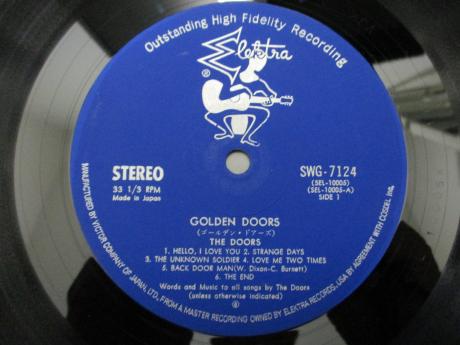 Outstanding High Fidelity Recording
Elektra
®
STEREO
33 1/3 RPM
Made in Japan
SWG-7124
(SEL-10005)
(SEL-10005-A)
SIDE 1
GOLDEN DOORS
(ゴールデン・ドアーズ)
THE DOORS
1. HELLO, I LOVE YOU 2. STRANGE DAYS
3. THE UNKNOWN SOLDIER 4. LOVE ME TWO TIMES
5. BACK DOOR MAN(W. Dixon-C. Burnett)
6. THE END
Words and Music to all songs by The Doors
(unless otherwise indicated)
℗
MANUFACTURED BY VICTOR COMPANY OF JAPAN, LTD., FROM A MASTER RECORDING OWNED BY ELEKTRA RECORDS, USA BY AGREEMENT WITH COSDEL INC.